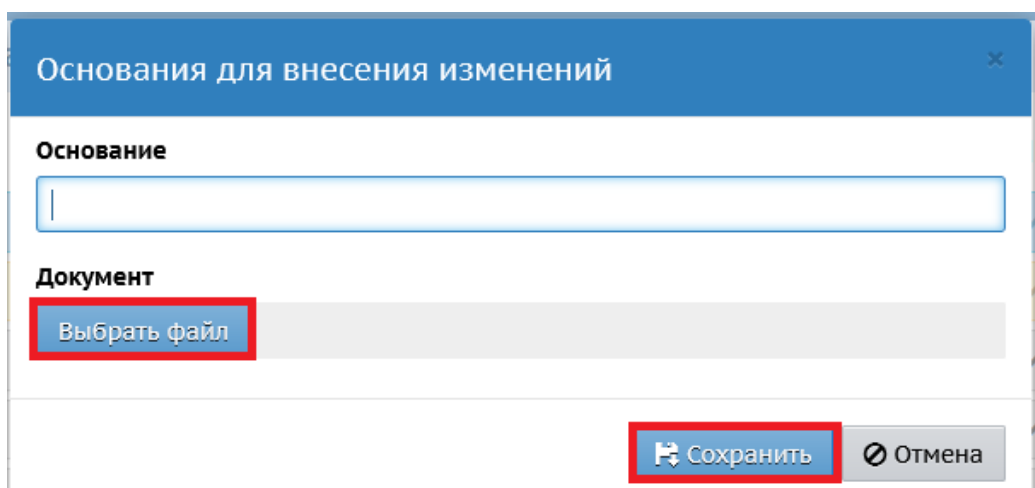 Основания для внесения изменений
Основание
Документ
Выбрать файл
Сохранить
Отмена